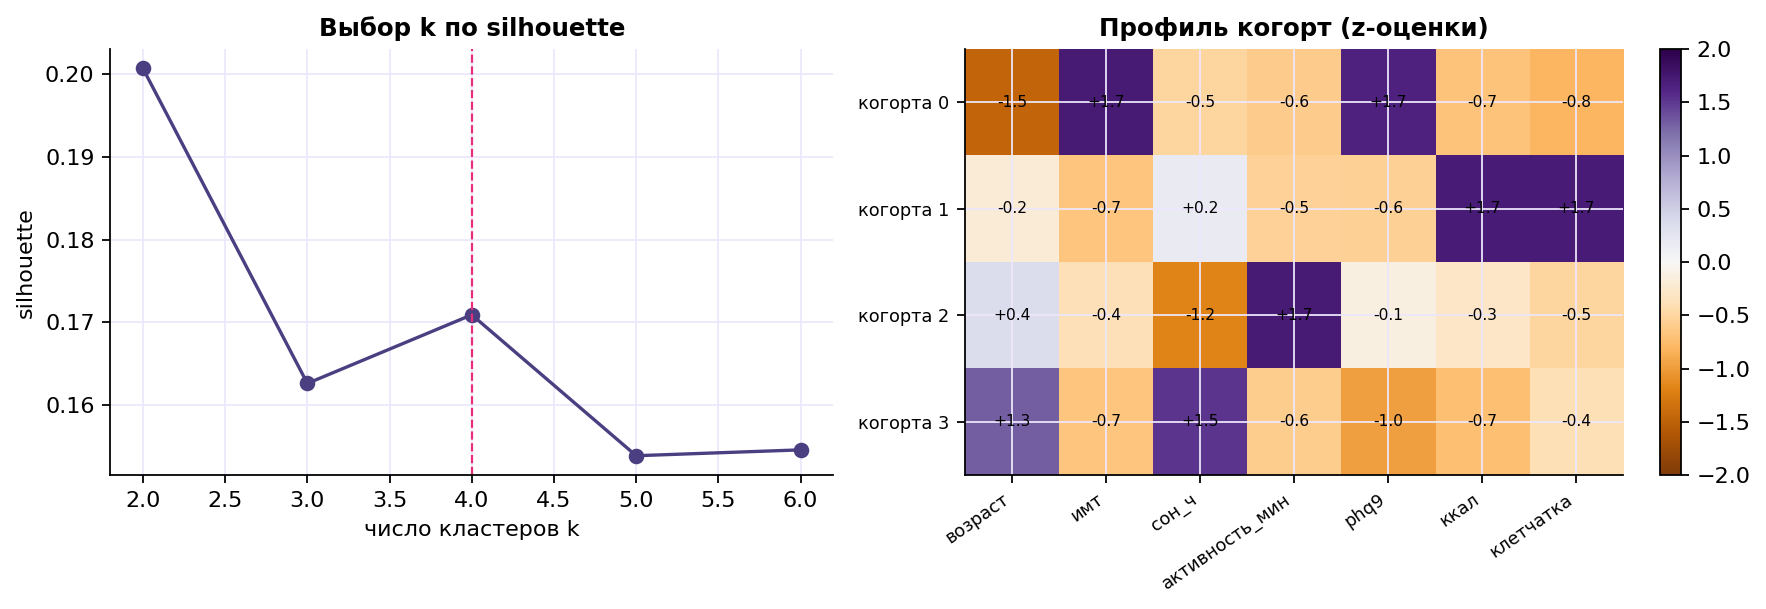 Выбор k по silhouette
silhouette
0.20
0.19
0.18
0.17
0.16
2.0 2.5 3.0 3.5 4.0 4.5 5.0 5.5 6.0
число кластеров k
Профиль когорт (z-оценки)
когорта 0 -1.5 +1.7 -0.5 -0.6 +1.7 -0.7 -0.8
когорта 1 -0.2 -0.7 +0.2 -0.5 -0.6 +1.7 +1.7
когорта 2 +0.4 -0.4 -1.2 +1.7 -0.1 -0.3 -0.5
когорта 3 +1.3 -0.7 +1.5 -0.6 -1.0 -0.7 -0.4
возраст имт сон_ч активность_мин phq9 ккал клетчатка
2.0
1.5
1.0
0.5
0.0
−0.5
−1.0
−1.5
−2.0